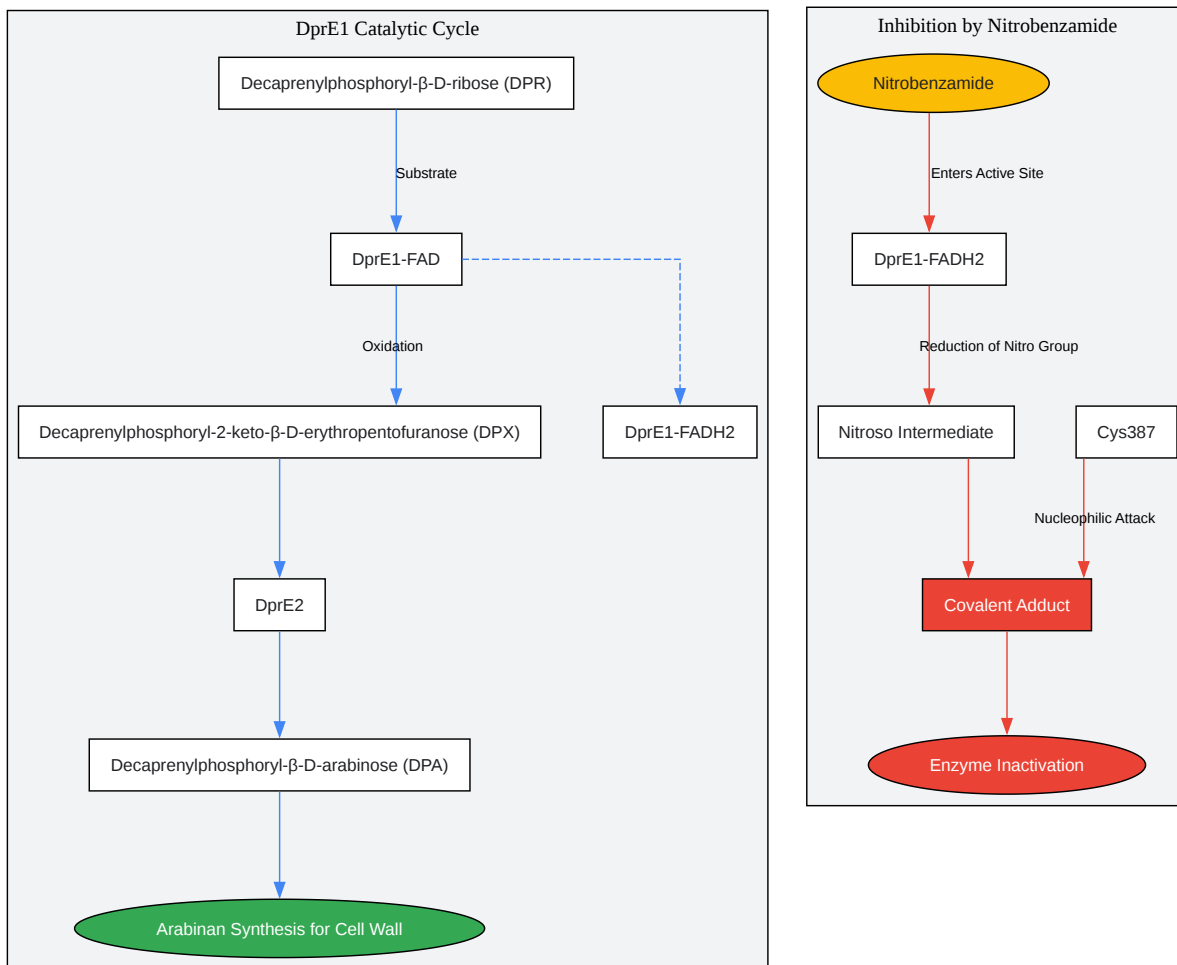 DprE1 Catalytic Cycle
Decaprenylphosphoryl-β-D-ribose (DPR)
Substrate
DprE1-FAD
Oxidation
Decaprenylphosphoryl-2-keto-β-D-erythropentofuranose (DPX)
DprE1-FADH2
DprE2
Decaprenylphosphoryl-β-D-arabinose (DPA)
Arabinan Synthesis for Cell Wall
Inhibition by Nitrobenzamide
Nitrobenzamide
Enters Active Site
DprE1-FADH2
Reduction of Nitro Group
Nitroso Intermediate
Cys387
Nucleophilic Attack
Covalent Adduct
Enzyme Inactivation